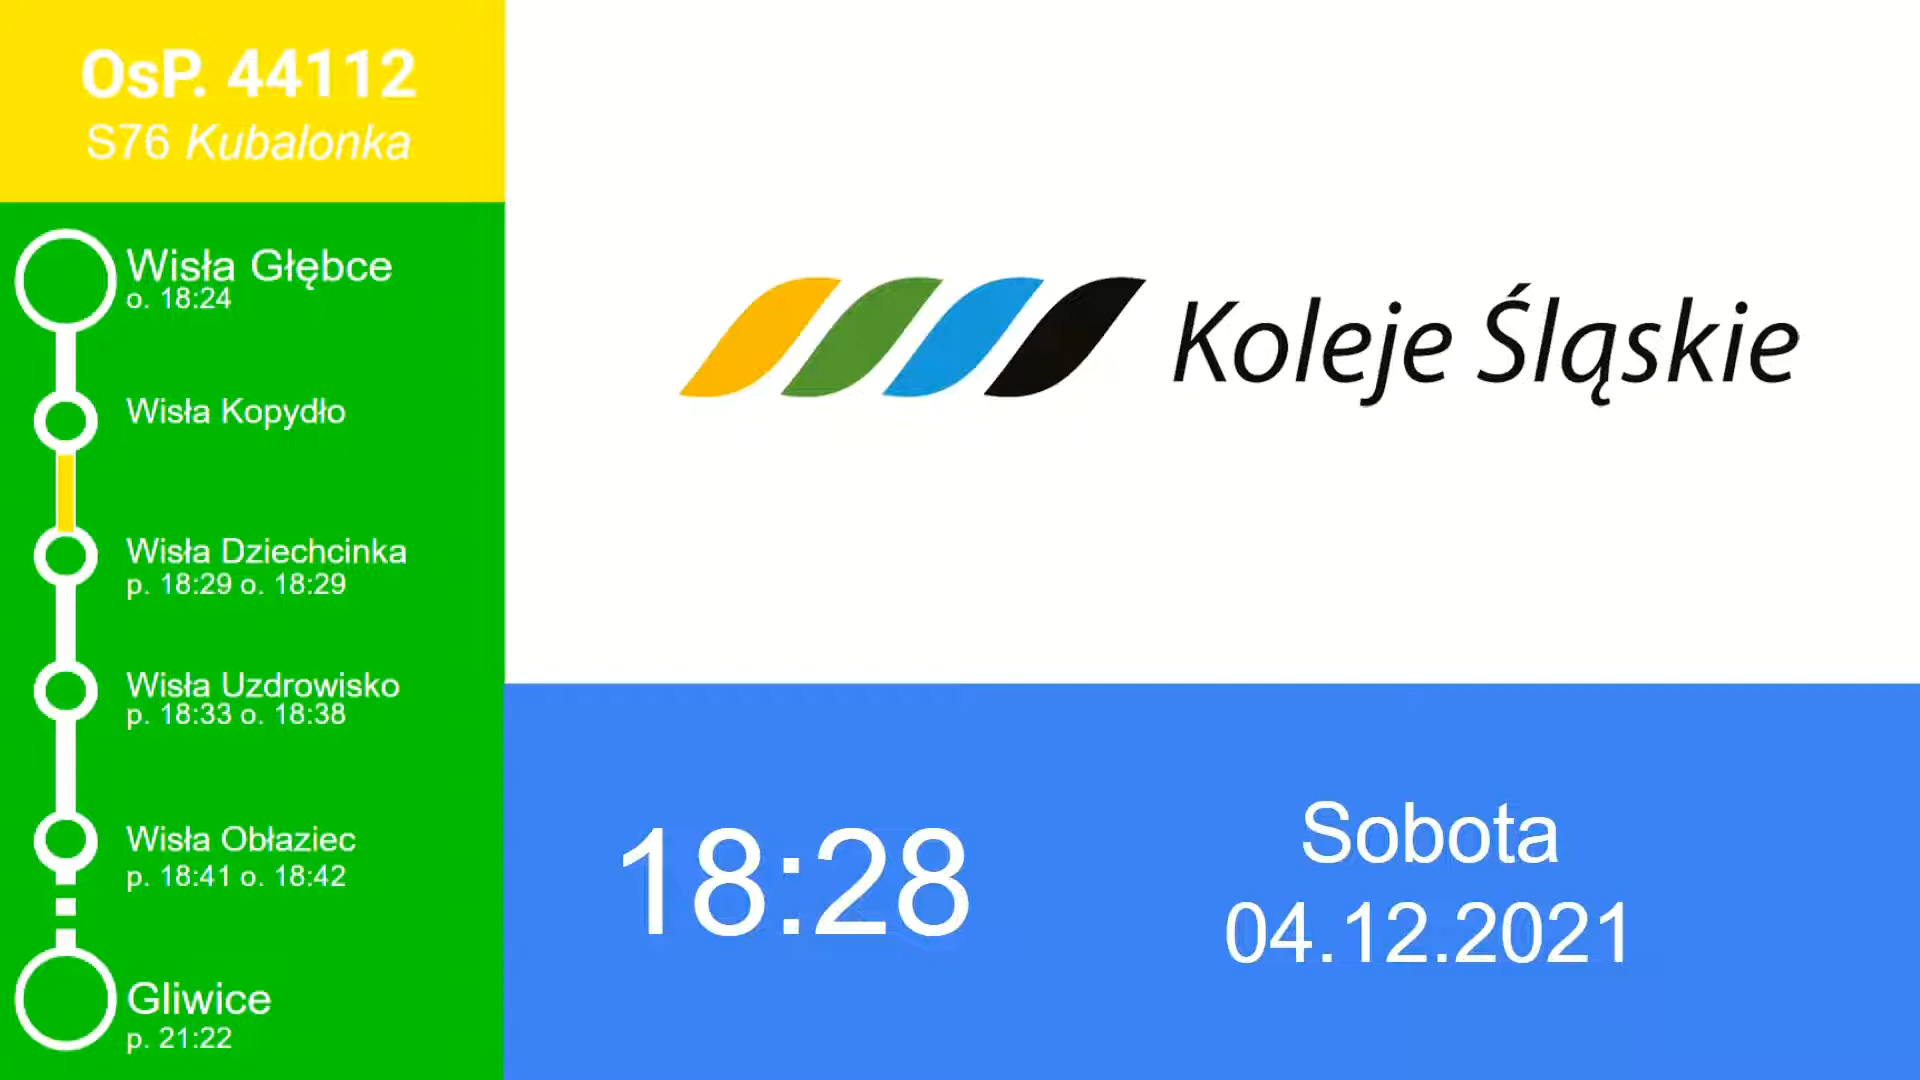 OsP. 44112
S76 Kubalonka
Wisła Głębce
o. 18:24
Wisła Kopydło
Wisła Dziechcinka
p. 18:29 o. 18:29
Wisła Uzdrowisko
p. 18:33 o. 18:38
Wisła Obłaziec
p. 18:41 o. 18:42
Gliwice
p. 21:22
Koleje Śląskie
18:28
Sobota
04.12.2021